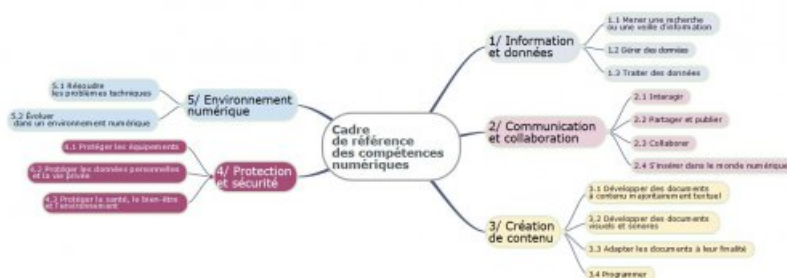 Cadre
de référence
des compétences
numériques
1/ Information
et données
1.1 Mener une recherche
ou une veille d'information
1.2 Gérer des données
1.3 Traiter des données
2/ Communication
et collaboration
2.1 Interagir
2.2 Partager et publier
2.3 Collaborer
2.4 S'insérer dans le monde numérique
3/ Création
de contenu
3.1 Développer des documents
à contenu majoritairement textuel
3.2 Développer des documents
visuels et sonores
3.3 Adapter les documents à leur finalité
3.4 Programmer
4/ Protection
et sécurité
4.1 Protéger les équipements
4.2 Protéger les données personnelles
et la vie privée
4.3 Protéger la santé, le bien-être
et l'environnement
5/ Environnement
numérique
5.1 Résoudre
les problèmes techniques
5.2 Évoluer
dans un environnement numérique